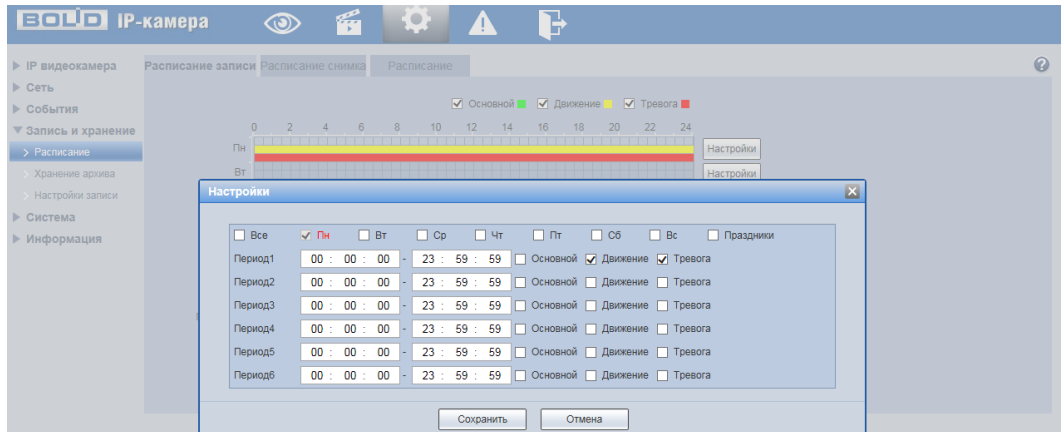 BOLID IP-камера
IP видеокамера
Сеть
События
Запись и хранение
Расписание
Хранение архива
Настройки записи
Система
Информация
Расписание записи Расписание снимка Расписание ?
Основной Движение Тревога
0 2 4 6 8 10 12 14 16 18 20 22 24
Пн Настройки
Вт Настройки
Настройки
Все Пн Вт Ср Чт Пт Сб Вс Праздники
Период1 00 : 00 : 00 - 23 : 59 : 59 Основной Движение Тревога
Период2 00 : 00 : 00 - 23 : 59 : 59 Основной Движение Тревога
Период3 00 : 00 : 00 - 23 : 59 : 59 Основной Движение Тревога
Период4 00 : 00 : 00 - 23 : 59 : 59 Основной Движение Тревога
Период5 00 : 00 : 00 - 23 : 59 : 59 Основной Движение Тревога
Период6 00 : 00 : 00 - 23 : 59 : 59 Основной Движение Тревога
Сохранить Отмена